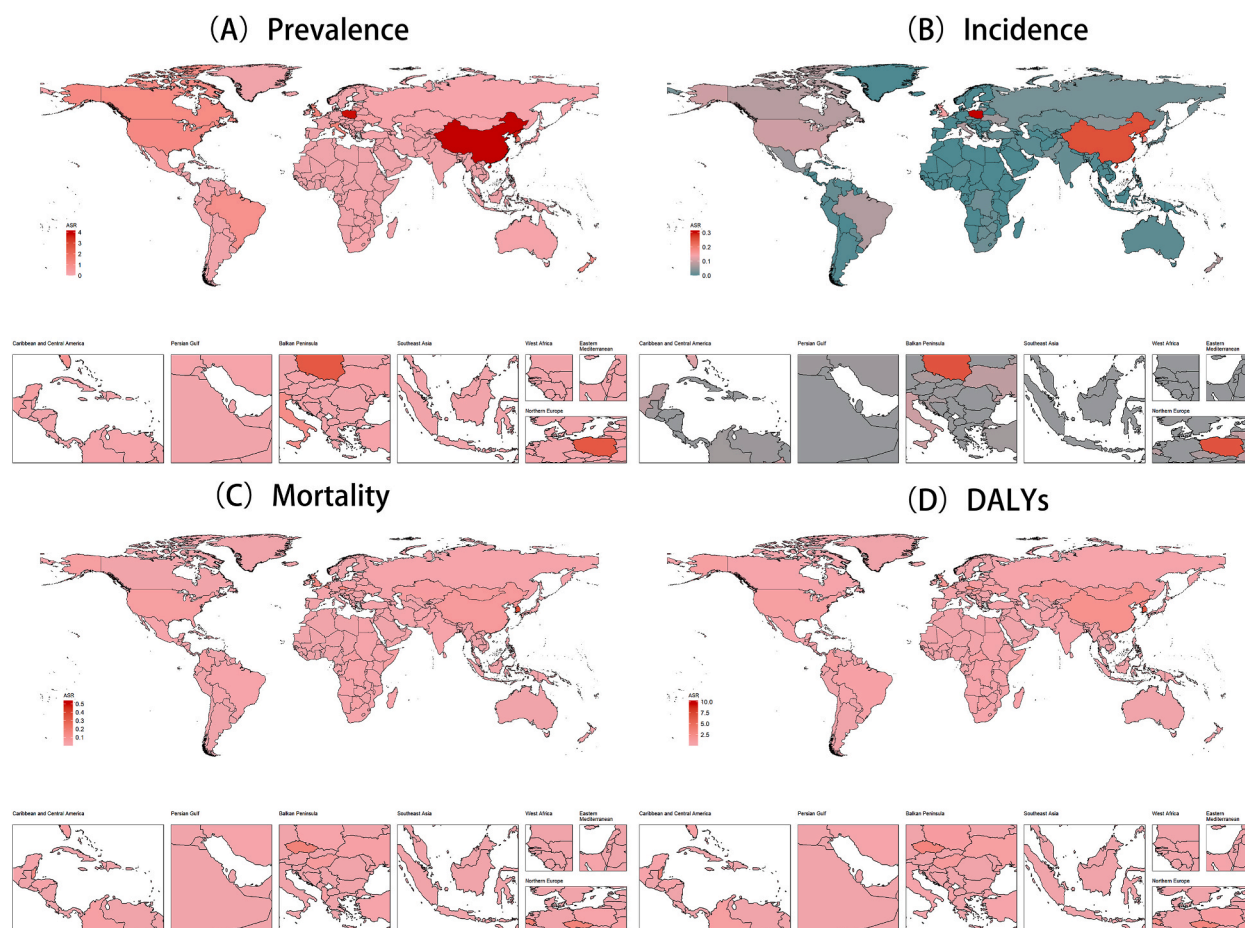 (A) Prevalence
(B) Incidence
ASR
4
3
2
1
0
ASR
0.3
0.2
0.1
0.0
Caribbean and Central America
Persian Gulf
Balkan Peninsula
Southeast Asia
West Africa
Eastern
Mediterranean
Northern Europe
Caribbean and Central America
Persian Gulf
Balkan Peninsula
Southeast Asia
West Africa
Eastern
Mediterranean
Northern Europe
(C) Mortality
(D) DALYs
ASR
0.5
0.4
0.3
0.2
0.1
ASR
10.0
7.5
5.0
2.5
Caribbean and Central America
Persian Gulf
Balkan Peninsula
Southeast Asia
West Africa
Eastern
Mediterranean
Northern Europe
Caribbean and Central America
Persian Gulf
Balkan Peninsula
Southeast Asia
West Africa
Eastern
Mediterranean
Northern Europe